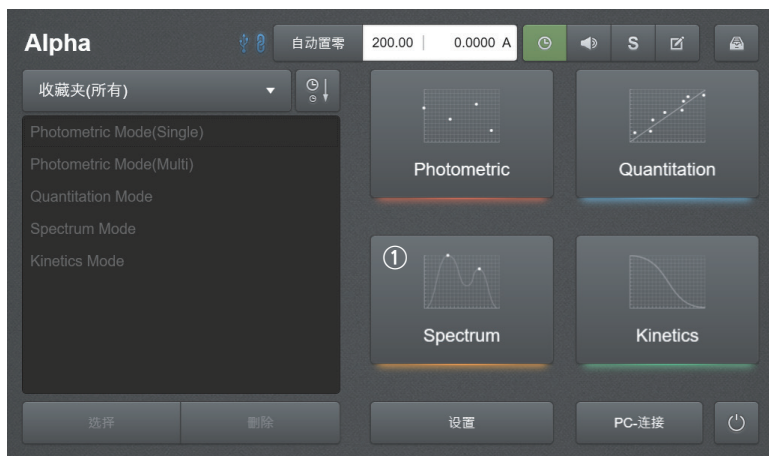 Alpha
自动置零
200.00
0.0000 A
S
收藏夹(所有)
Photometric Mode(Single)
Photometric Mode(Multi)
Quantitation Mode
Spectrum Mode
Kinetics Mode
选择
删除
Photometric
Quantitation
①
Spectrum
Kinetics
设置
PC-连接